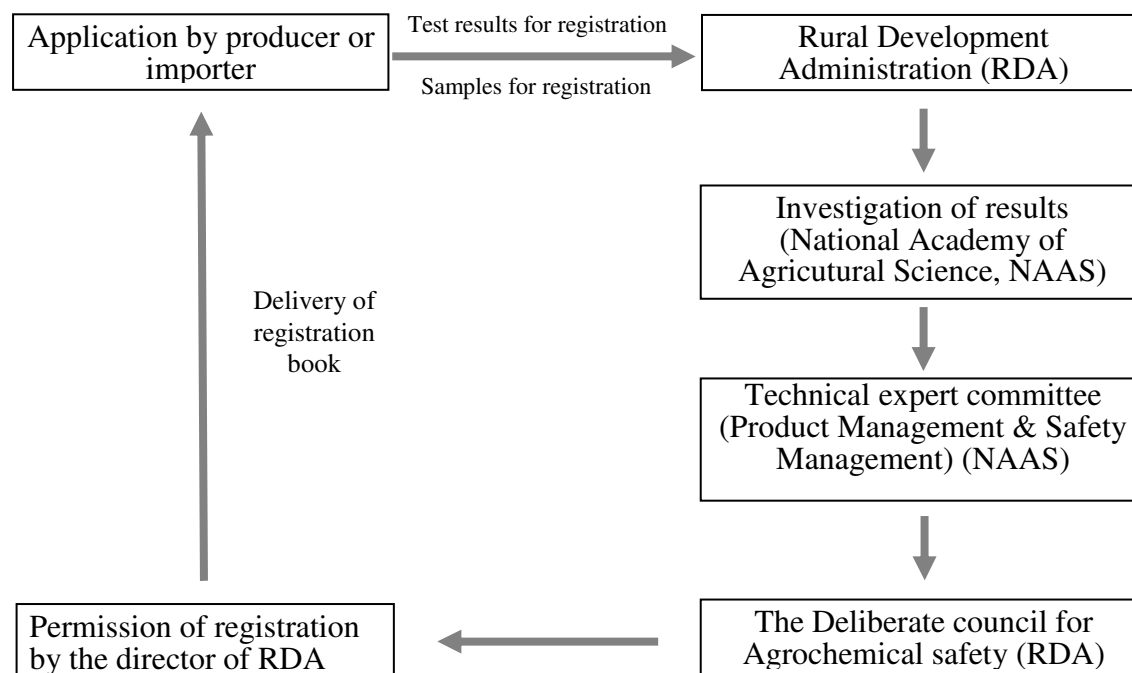 Application by producer or
importer
Test results for registration
Samples for registration
Rural Development
Administration (RDA)
Investigation of results
(National Academy of
Agricutural Science, NAAS)
Technical expert committee
(Product Management & Safety
Management) (NAAS)
The Deliberate council for
Agrochemical safety (RDA)
Permission of registration
by the director of RDA
Delivery of
registration
book